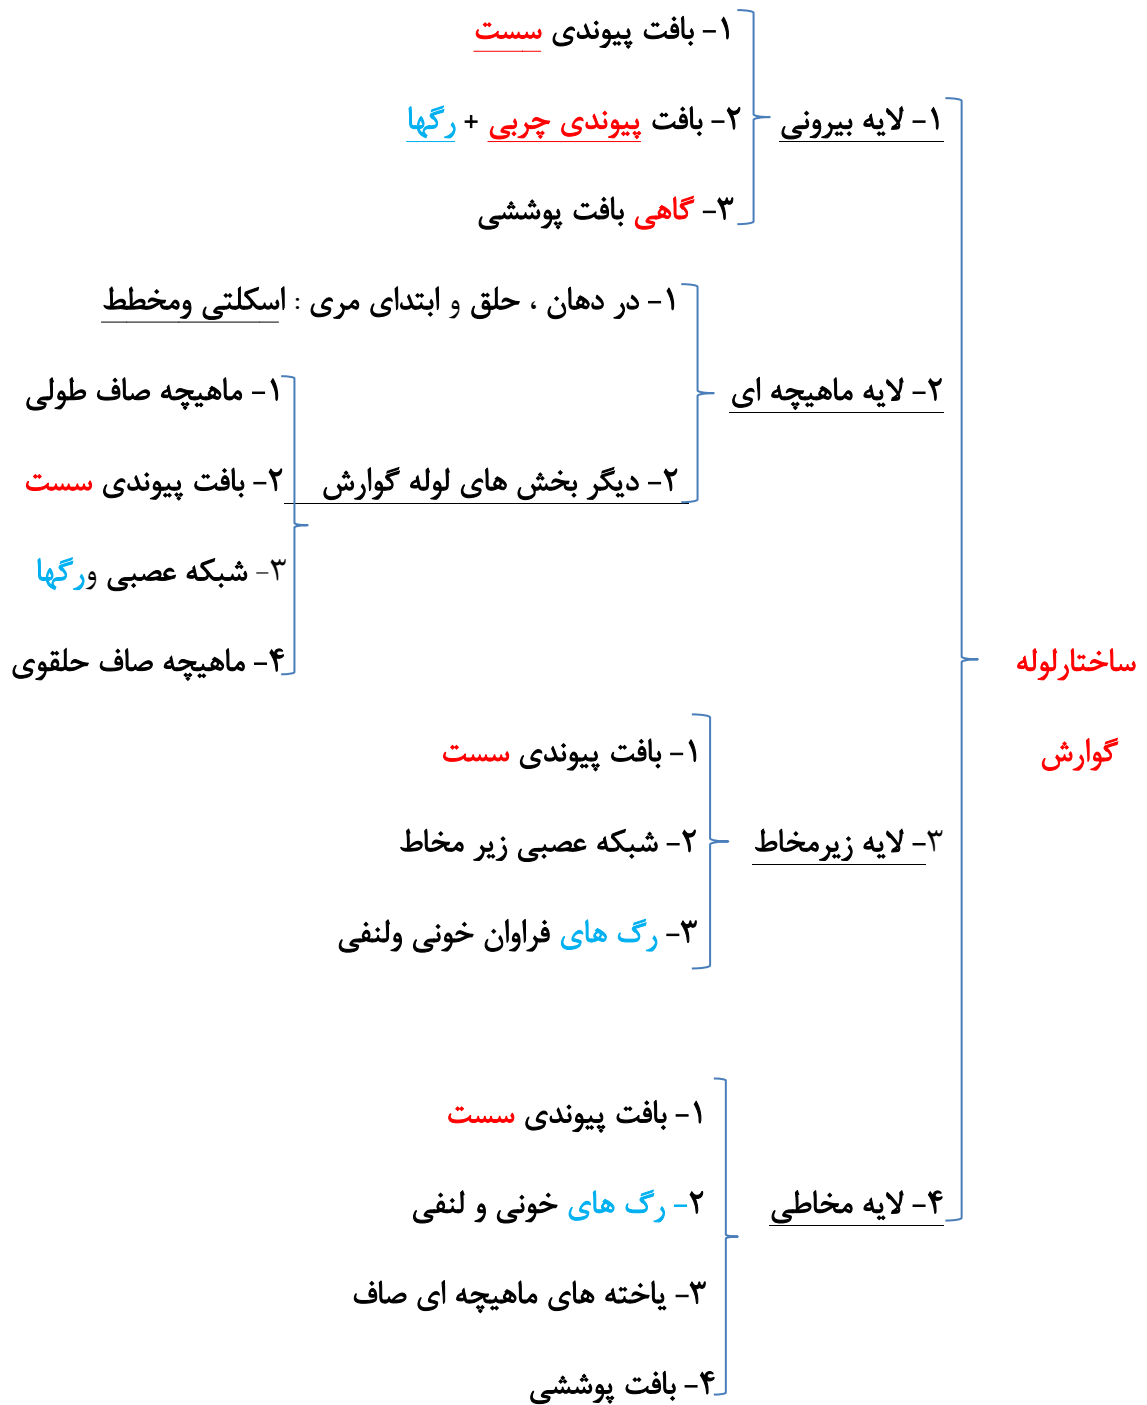 ساختارلوله
گوارش
۱- لایه بیرونی
۱- بافت پیوندی سست
۲- بافت پیوندی چربی + رگها
۳- گاهی بافت پوششی
۲- لایه ماهیچه ای
۱- در دهان ، حلق و ابتدای مری : اسکلتی ومخطط
۲- دیگر بخش های لوله گوارش
۱- ماهیچه صاف طولی
۲- بافت پیوندی سست
۳- شبکه عصبی ورگها
۴- ماهیچه صاف حلقوی
۳- لایه زیرمخاط
۱- بافت پیوندی سست
۲- شبکه عصبی زیر مخاط
۳- رگ های فراوان خونی ولنفی
۴- لایه مخاطی
۱- بافت پیوندی سست
۲- رگ های خونی و لنفی
۳- یاخته های ماهیچه ای صاف
۴- بافت پوششی